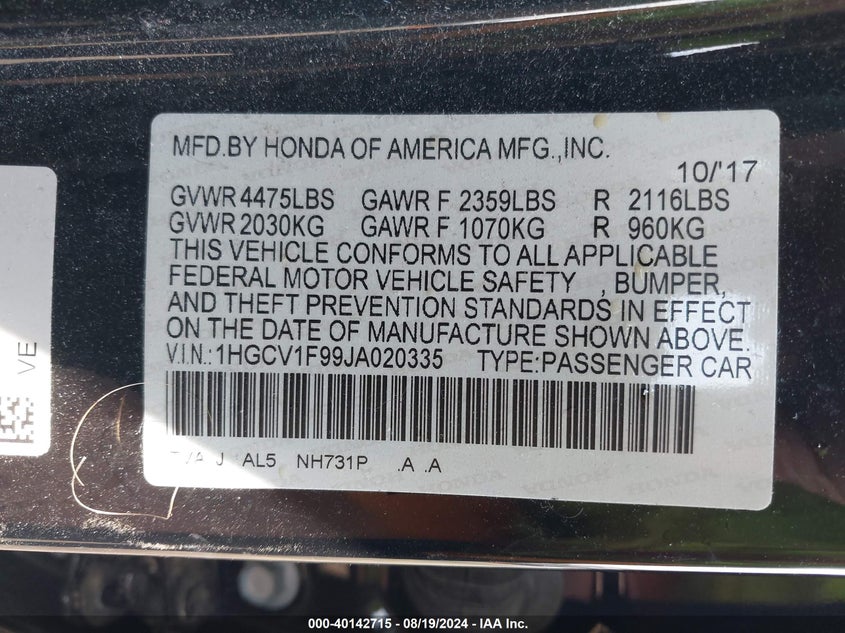 MFD.BY HONDA OF AMERICA MFG.,INC.
10/'17
GVWR 4475LBS GAWR F 2359LBS R 2116LBS
GVWR 2030KG GAWR F 1070KG R 960KG
THIS VEHICLE CONFORMS TO ALL APPLICABLE
FEDERAL MOTOR VEHICLE SAFETY , BUMPER,
AND THEFT PREVENTION STANDARDS IN EFFECT
ON THE DATE OF MANUFACTURE SHOWN ABOVE.
V.I.N.:1HGCV1F99JA020335 TYPE:PASSENGER CAR
J AL5 NH731P .A .A
VE
000-40142715 - 08/19/2024 - IAA Inc.